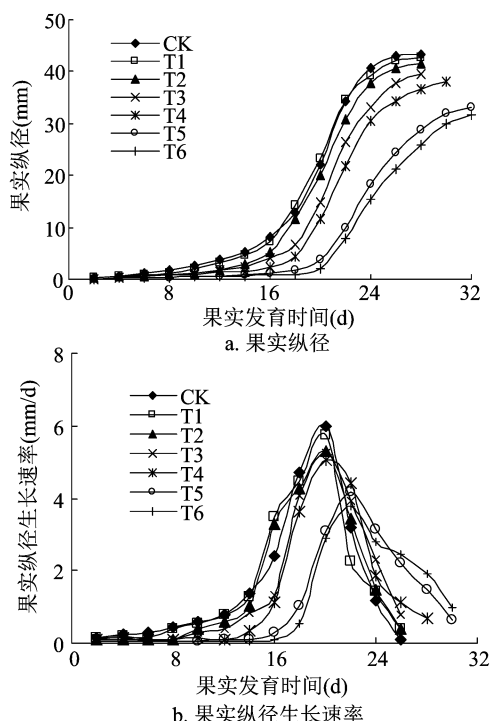 50
40
30
20
10
0
果实纵径(mm)
CK
T1
T2
T3
T4
T5
T6
0 8 16 24 32
果实发育时间(d)
a. 果实纵径
8
6
4
2
0
果实纵径生长速率(mm/d)
CK
T1
T2
T3
T4
T5
T6
0 8 16 24 32
果实发育时间(d)
b. 果实纵径生长速率